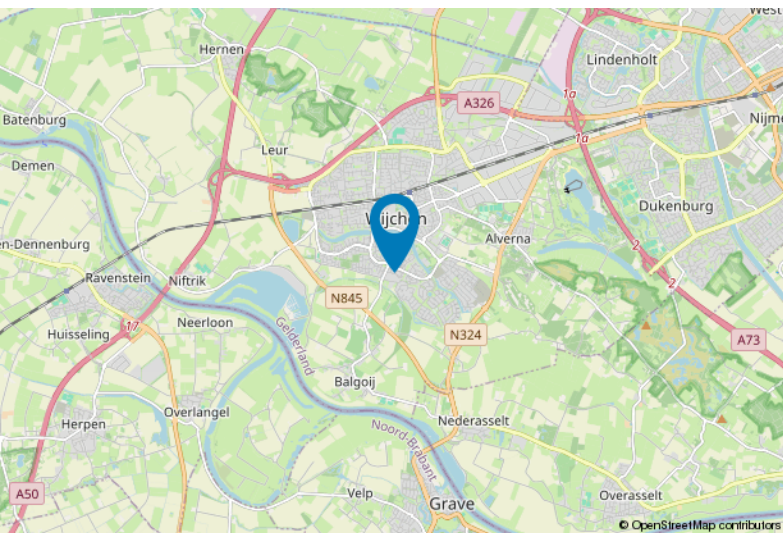 West
Hernen
Lindenholt
1a
A326
Batenburg
Nijme
1a
Leur
Demen
Dukenburg
Wijchen
Alverna
en-Dennenburg
2
Ravenstein
Niftrik
2
N845
Neerloon
17
Huisseling
Gelderland
N324
A73
Balgoij
Overlangel
Nederasselt
Herpen
Noord-Brabant
A50
Velp
Overasselt
Grave
© OpenStreetMap contributors